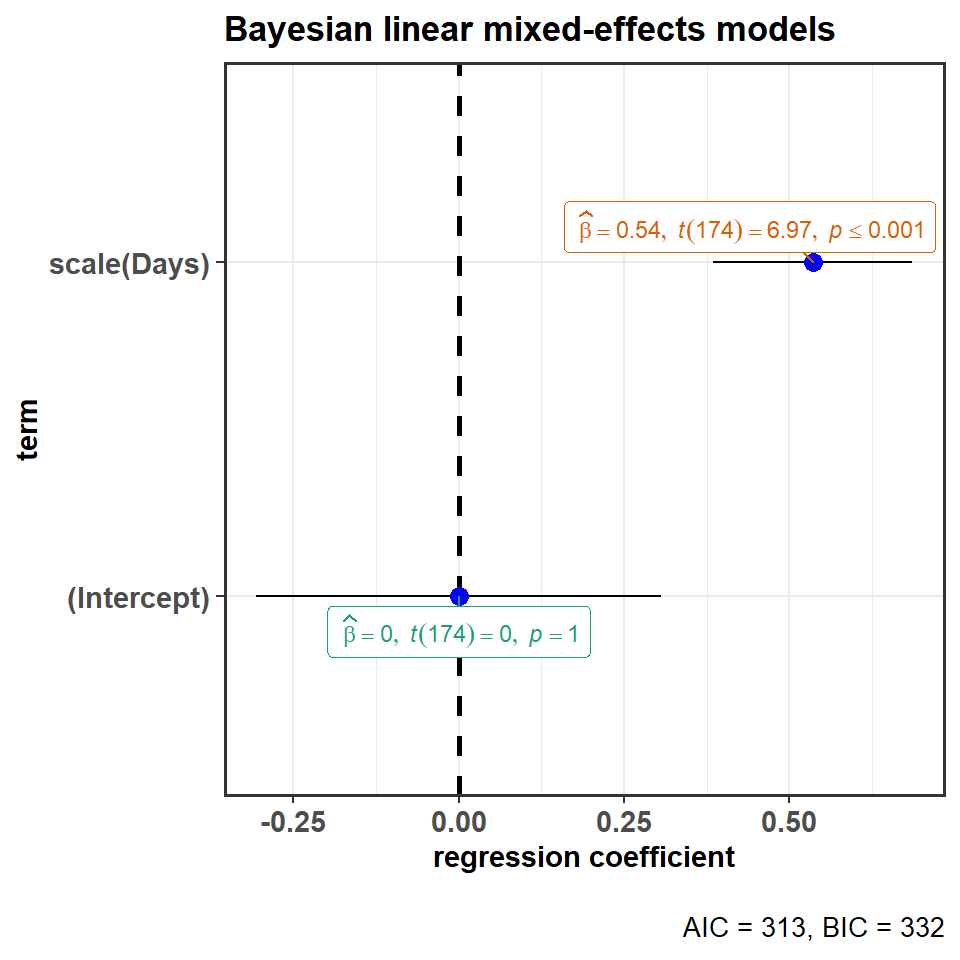 Bayesian linear mixed-effects models
term
scale(Days)
(Intercept)
β̂ = 0.54, t(174) = 6.97, p ≤ 0.001
β̂ = 0, t(174) = 0, p = 1
-0.25 0.00 0.25 0.50
regression coefficient
AIC = 313, BIC = 332